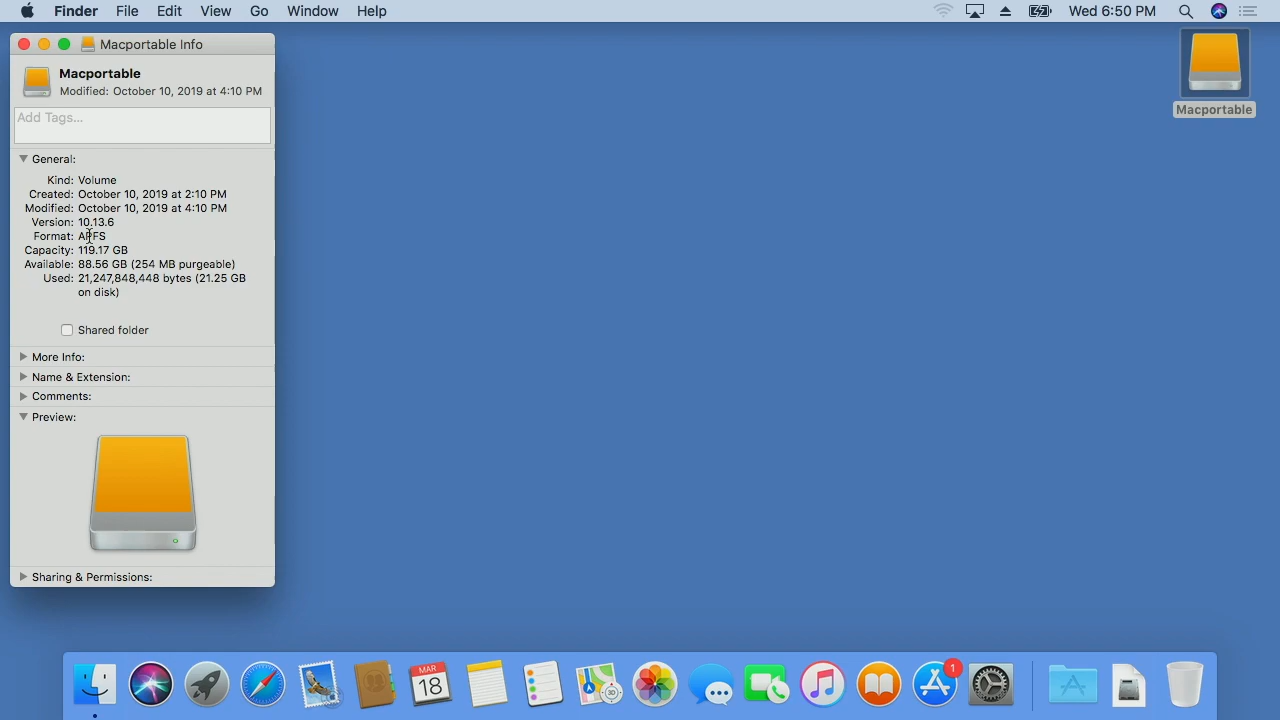 Finder File Edit View Go Window Help Wed 6:50 PM
Macportable Info
Macportable
Modified: October 10, 2019 at 4:10 PM
Add Tags...
General:
Kind: Volume
Created: October 10, 2019 at 2:10 PM
Modified: October 10, 2019 at 4:10 PM
Version: 10.13.6
Format: APFS
Capacity: 119.17 GB
Available: 88.56 GB (254 MB purgeable)
Used: 21,247,848,448 bytes (21.25 GB
on disk)
Shared folder
More Info:
Name & Extension:
Comments:
Preview:
Sharing & Permissions:
Macportable
MAR
18
3D
1